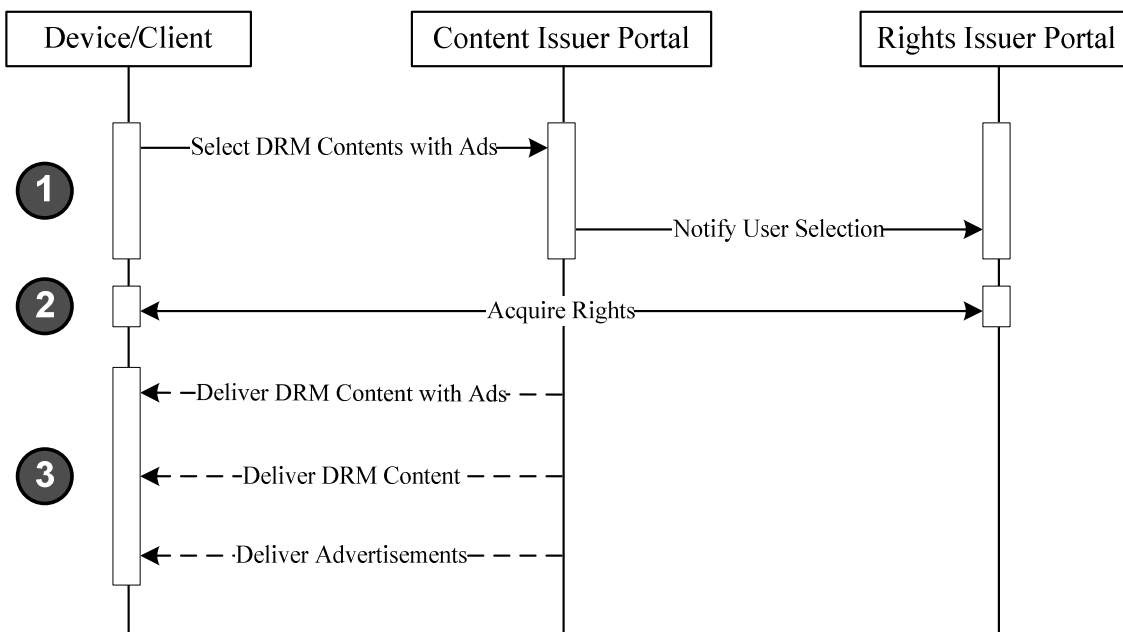 Device/Client
Content Issuer Portal
Rights Issuer Portal
Select DRM Contents with Ads
1
Notify User Selection
2
Acquire Rights
Deliver DRM Content with Ads
3
Deliver DRM Content
Deliver Advertisements